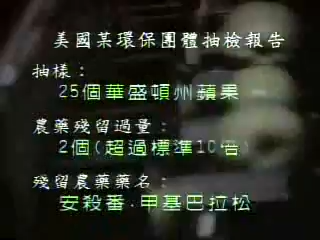 美國某環保團體抽檢報告
抽樣：
25個華盛頓州蘋果
農藥殘留過量：
2個(超過標準10倍)
殘留農藥藥名：
安殺番.甲基巴拉松